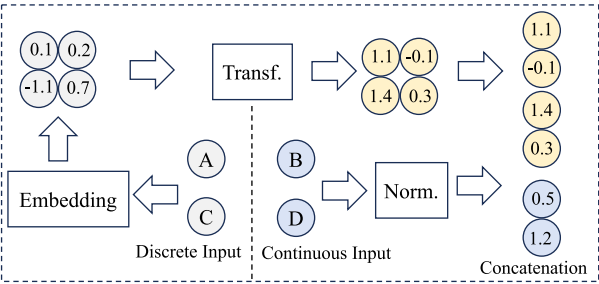 0.1 0.2
-1.1 0.7
Transf.
1.1 -0.1
1.4 0.3
1.1
-0.1
1.4
0.3
Embedding
A
C
Discrete Input
B
D
Continuous Input
Norm.
0.5
1.2
Concatenation